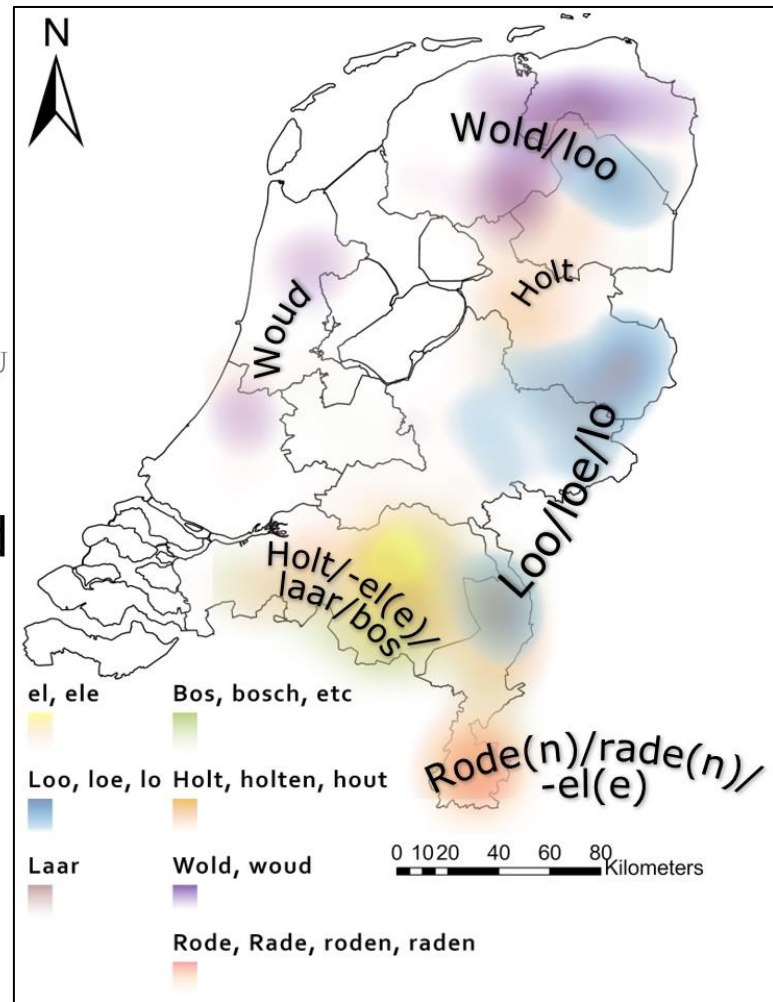 N
Wold/loo
Holt
Woud
Loo/loe/lo
Holt/-el(e)/
laar/bos
Rode(n)/rade(n)/
-el(e)
el, ele
Bos, bosch, etc
Loo, loe, lo
Holt, holten, hout
Laar
Wold, woud
Rode, Rade, roden, raden
0 10 20 40 60 80
Kilometers